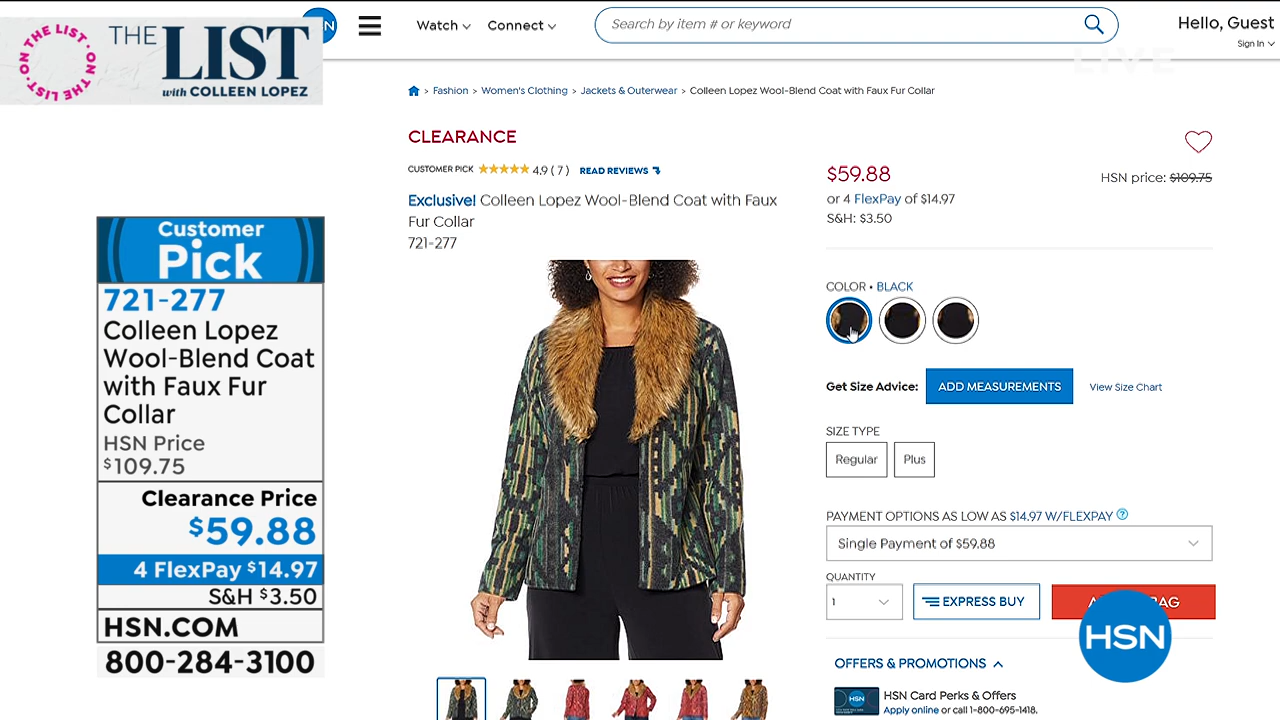 ON THE LIST • ON THE LIST •
THE LIST
with COLLEEN LOPEZ
Watch
Connect
Search by item # or keyword
Hello, Guest
Sign In
LIVE
> Fashion > Women's Clothing > Jackets & Outerwear > Colleen Lopez Wool-Blend Coat with Faux Fur Collar
CLEARANCE
CUSTOMER PICK 4.9 ( 7 ) READ REVIEWS
Exclusive! Colleen Lopez Wool-Blend Coat with Faux
Fur Collar
721-277
$59.88
HSN price: $109.75
or 4 FlexPay of $14.97
S&H: $3.50
COLOR • BLACK
Get Size Advice: ADD MEASUREMENTS View Size Chart
SIZE TYPE
Regular Plus
PAYMENT OPTIONS AS LOW AS $14.97 W/FLEXPAY ?
Single Payment of $59.88
QUANTITY
1
EXPRESS BUY
HSN
OFFERS & PROMOTIONS
HSN
HSN Card Perks & Offers
Apply online or call 1-800-695-1418.
Customer
Pick
721-277
Colleen Lopez
Wool-Blend Coat
with Faux Fur
Collar
HSN Price
$109.75
Clearance Price
$59.88
4 FlexPay $14.97
S&H $3.50
HSN.COM
800-284-3100